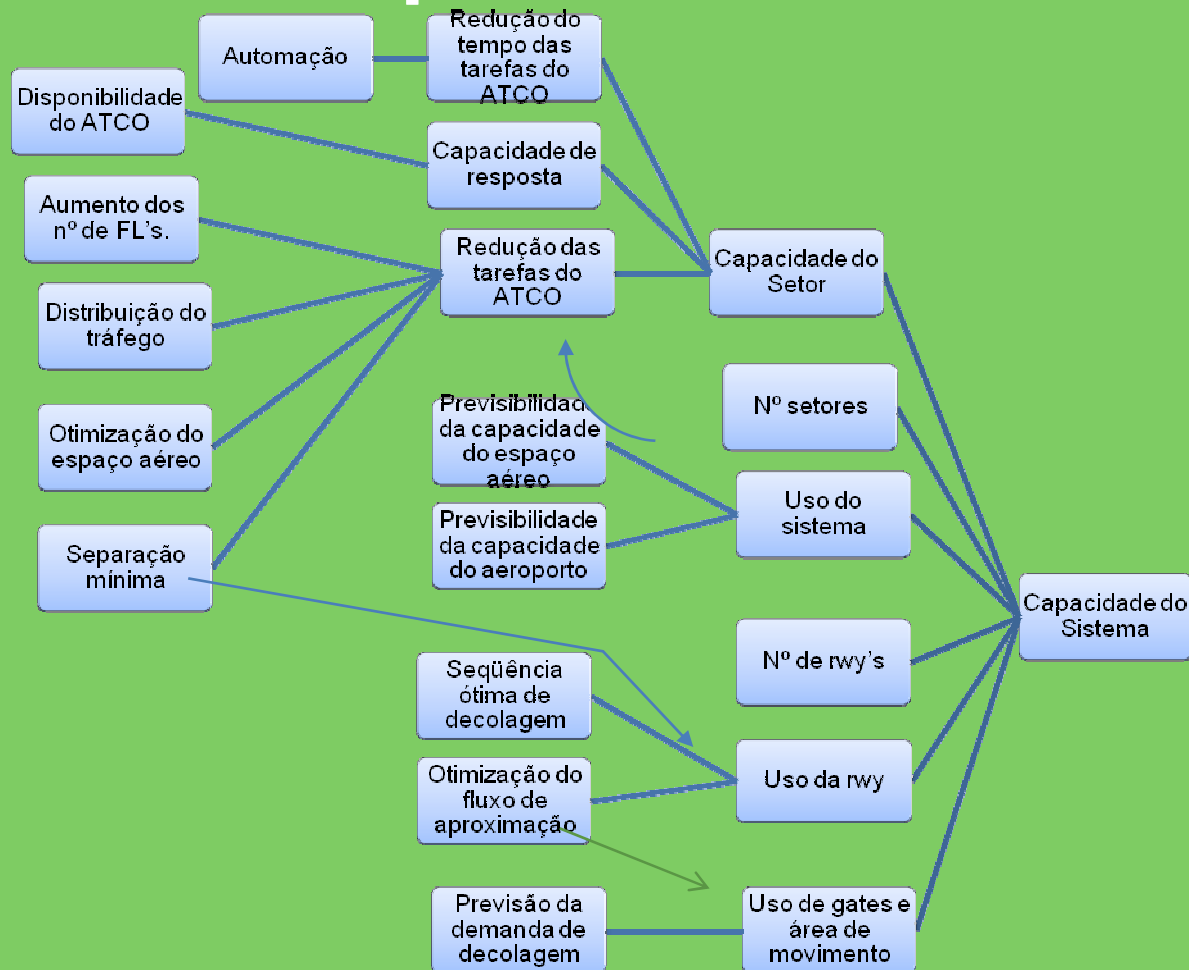 Automação
Redução do
tempo das
tarefas do
ATCO
Disponibilidade
do ATCO
Capacidade de
resposta
Aumento dos
nº de FL's.
Redução das
tarefas do
ATCO
Capacidade do
Setor
Distribuição do
tráfego
Otimização do
espaço aéreo
Previsibilidad
da capacidade
do espaço
aéreo
Nº setores
Previsibilidade
da capacidade
do aeroporto
Uso do
sistema
Separação
mínima
Capacidade do
Sistema
Nº de rwy's
Seqüência
ótima de
decolagem
Otimização do
fluxo de
aproximação
Uso da rwy
Previsão da
demanda de
decolagem
Uso de gates e
área de
movimento